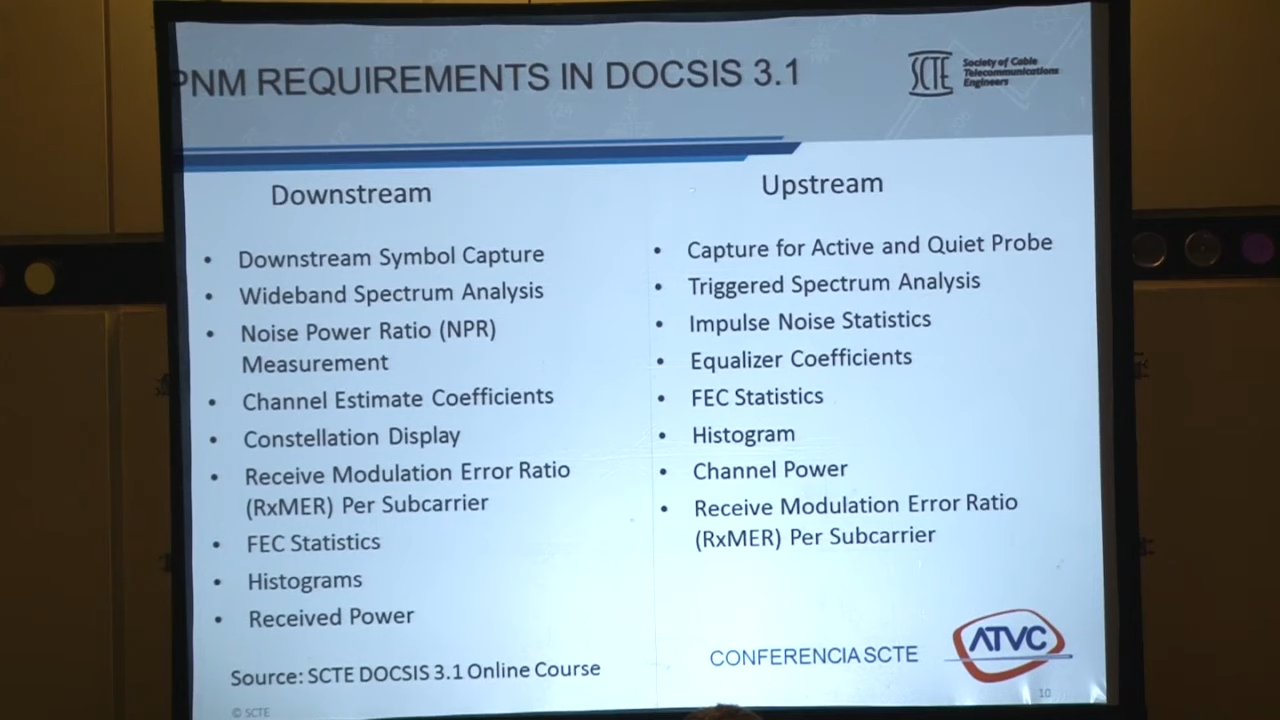 PNM REQUIREMENTS IN DOCSIS 3.1
SCTE
Society of Cable
Telecommunications
Engineers
Downstream
• Downstream Symbol Capture
• Wideband Spectrum Analysis
• Noise Power Ratio (NPR)
Measurement
• Channel Estimate Coefficients
• Constellation Display
• Receive Modulation Error Ratio
(RxMER) Per Subcarrier
• FEC Statistics
• Histograms
• Received Power
Upstream
• Capture for Active and Quiet Probe
• Triggered Spectrum Analysis
• Impulse Noise Statistics
• Equalizer Coefficients
• FEC Statistics
• Histogram
• Channel Power
• Receive Modulation Error Ratio
(RxMER) Per Subcarrier
Source: SCTE DOCSIS 3.1 Online Course
CONFERENCIA SCTE
ATVC
10
© SCTE